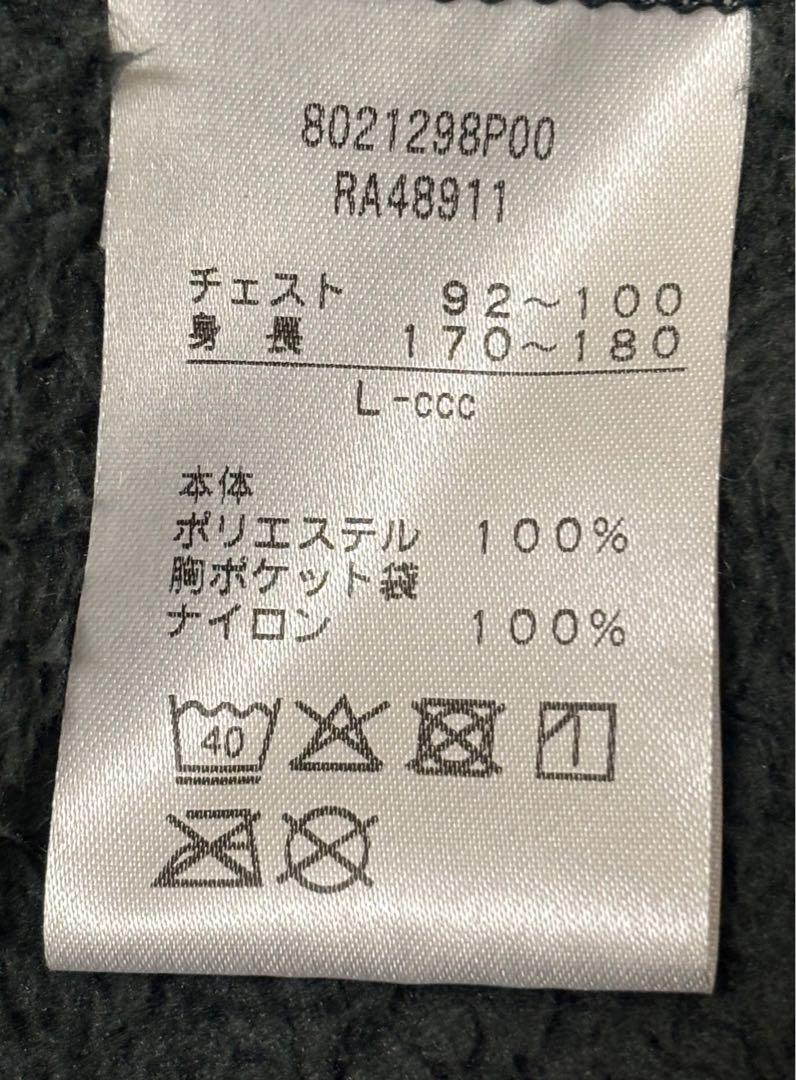 8021298P00
RA48911
チェスト 92～100
身長 170～180
L-ccc
本体
ポリエステル 100%
胸ポケット袋
ナイロン 100%
40